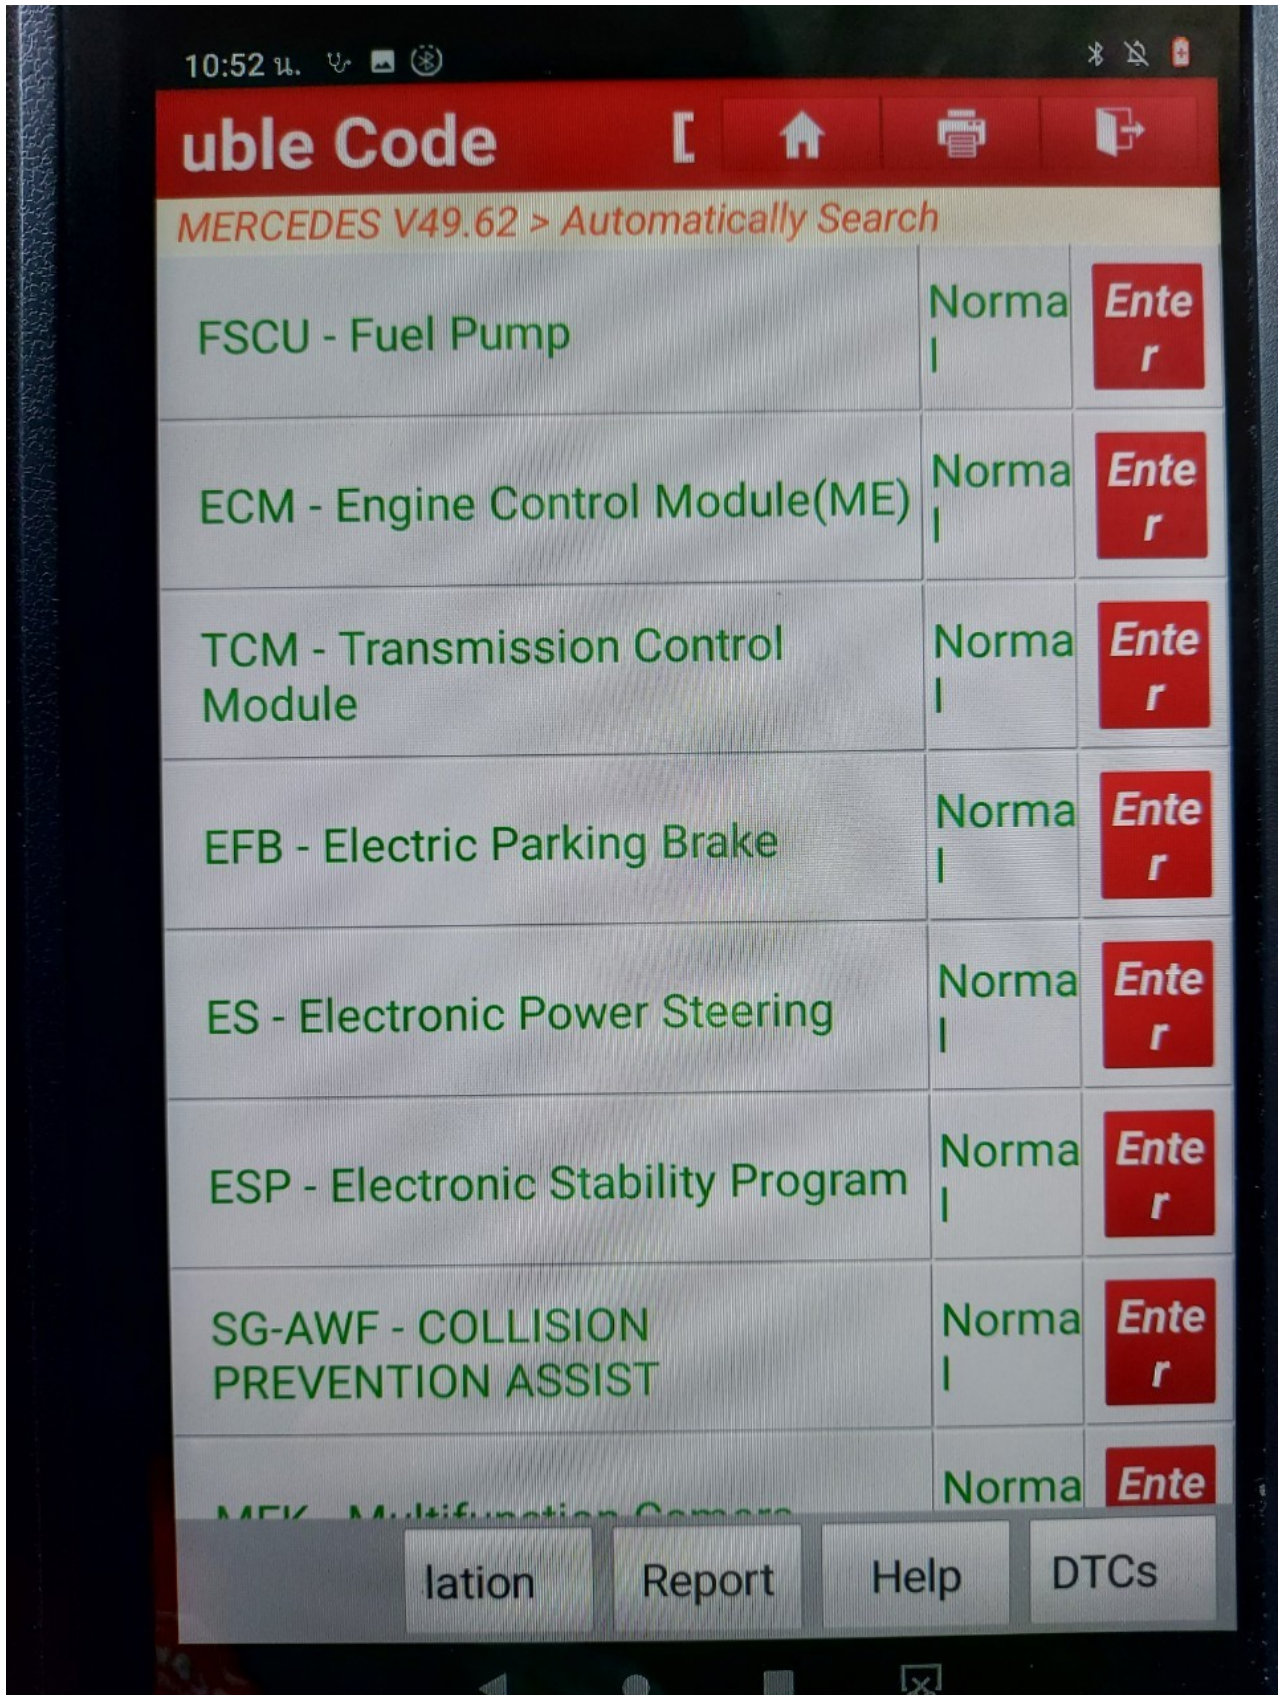 10:52 น.
uble Code [
MERCEDES V49.62 > Automatically Search
FSCU - Fuel Pump
Norma
l
Ente
r
ECM - Engine Control Module(ME)
Norma
l
Ente
r
TCM - Transmission Control
Module
Norma
l
Ente
r
EFB - Electric Parking Brake
Norma
l
Ente
r
ES - Electronic Power Steering
Norma
l
Ente
r
ESP - Electronic Stability Program
Norma
l
Ente
r
SG-AWF - COLLISION
PREVENTION ASSIST
Norma
l
Ente
r
MFK - Multifunction Camera
Norma
Ente
lation
Report
Help
DTCs